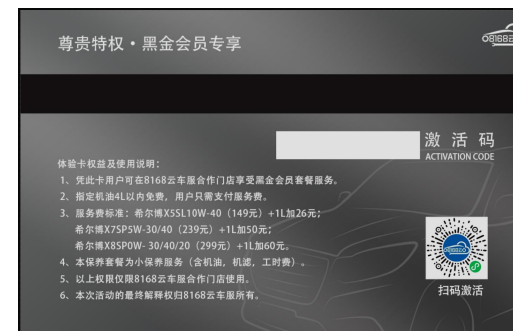 尊贵特权·黑金会员专享
激活码
ACTIVATION CODE
体验卡权益及使用说明：
1、凭此卡用户可在8168云车服合作门店享受黑金会员套餐服务。
2、指定机油4L以内免费，用户只需支付服务费。
3、服务费标准：希尔博X5SL10W-40（149元）+1L加26元；
希尔博X7SP5W-30/40（239元）+1L加50元；
希尔博X8SP0W- 30/40/20（299元）+1L加60元。
4、本保养套餐为小保养服务（含机油，机滤，工时费）。
5、以上权限仅限8168云车服合作门店使用。
6、本次活动的最终解释权归8168云车服所有。
扫码激活